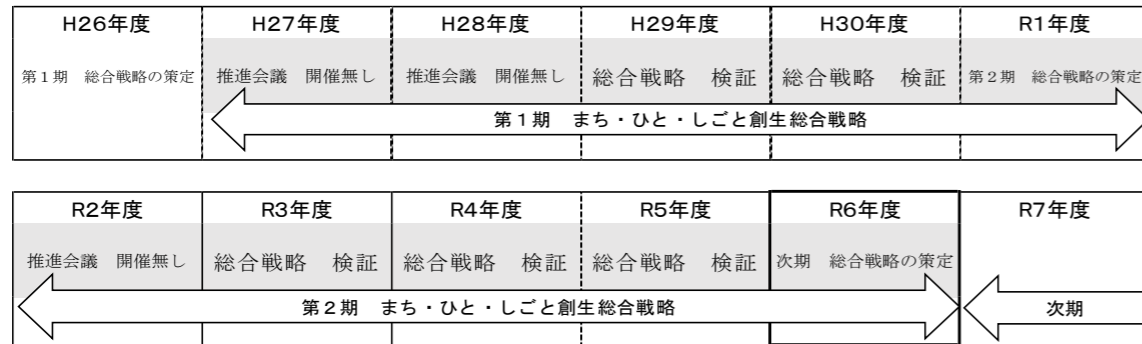 H26年度 H27年度 H28年度 H29年度 H30年度 R1年度
第1期　総合戦略の策定 推進会議　開催無し 推進会議　開催無し 総合戦略　検証 総合戦略　検証 第2期　総合戦略の策定
第1期　まち・ひと・しごと創生総合戦略
R2年度 R3年度 R4年度 R5年度 R6年度 R7年度
推進会議　開催無し 総合戦略　検証 総合戦略　検証 総合戦略　検証 次期　総合戦略の策定
第2期　まち・ひと・しごと創生総合戦略 次期